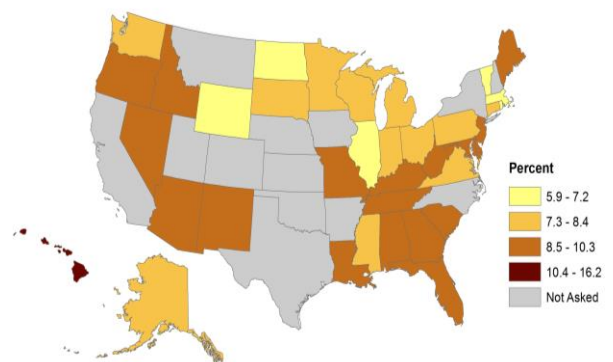 Percent
5.9 - 7.2
7.3 - 8.4
8.5 - 10.3
10.4 - 16.2
Not Asked